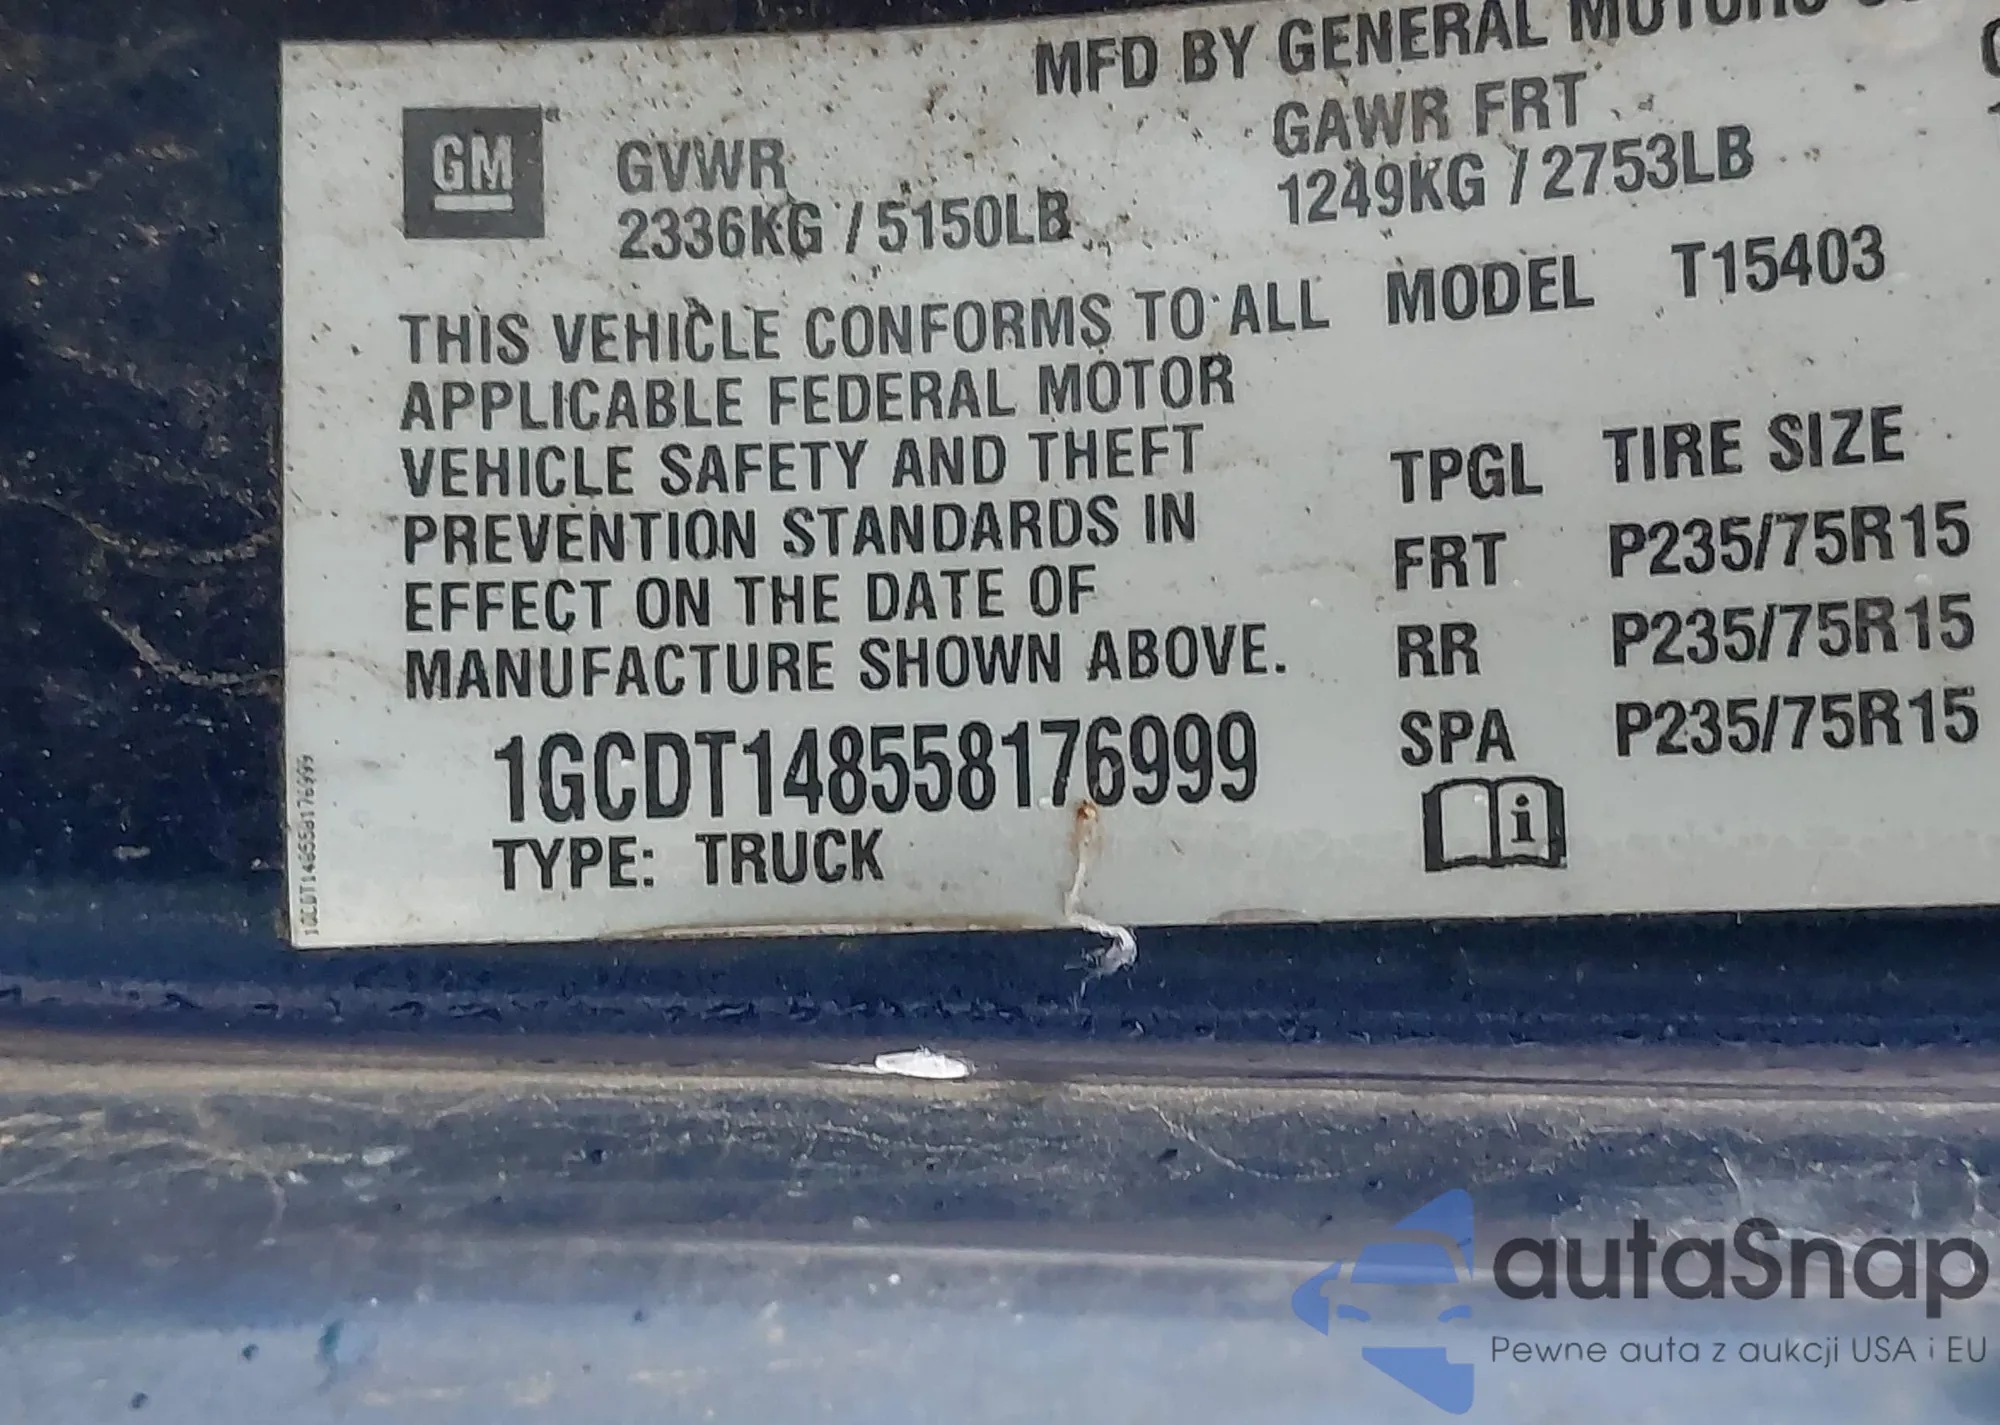 MFD BY GENERAL MOTORS
GM
GVWR
2336KG / 5150LB
GAWR FRT
1249KG / 2753LB
THIS VEHICLE CONFORMS TO ALL
APPLICABLE FEDERAL MOTOR
VEHICLE SAFETY AND THEFT
PREVENTION STANDARDS IN
EFFECT ON THE DATE OF
MANUFACTURE SHOWN ABOVE.
MODEL T15403
TPGL TIRE SIZE
FRT P235/75R15
RR P235/75R15
SPA P235/75R15
1GCDT148558176999
TYPE: TRUCK
i
1GCDT148558176999
autaSnap
Pewne auta z aukcji USA i EU